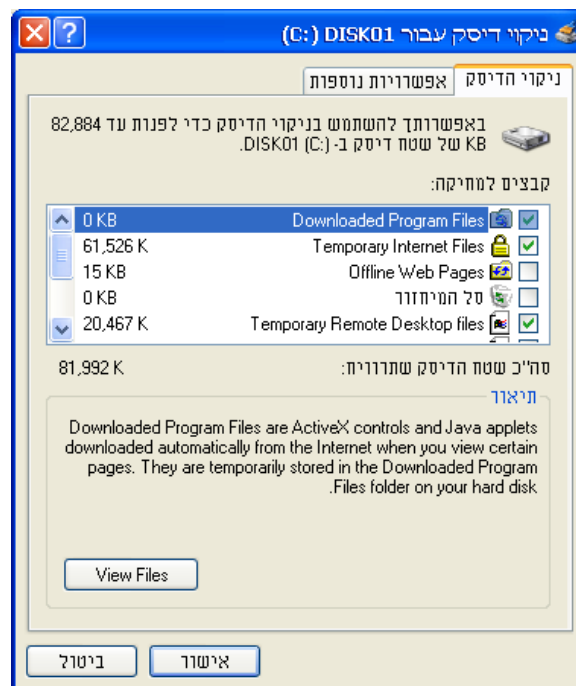 ניקוי דיסק עבור DISK01 (C:)
ניקוי הדיסק
אפשרויות נוספות
באפשרותך להשתמש בניקוי הדיסק כדי לפנות עד 82,884
KB של שטח דיסק ב- DISK01 (C:).
קבצים למחיקה:
Downloaded Program Files 0 KB
Temporary Internet Files 61,526 K
Offline Web Pages 15 KB
סל המיחזור 0 KB
Temporary Remote Desktop files 20,467 K
סה"כ שטח הדיסק שתרוויח: 81,992 K
תיאור
Downloaded Program Files are ActiveX controls and Java applets
downloaded automatically from the Internet when you view certain
pages. They are temporarily stored in the Downloaded Program
.Files folder on your hard disk
View Files
אישור
ביטול